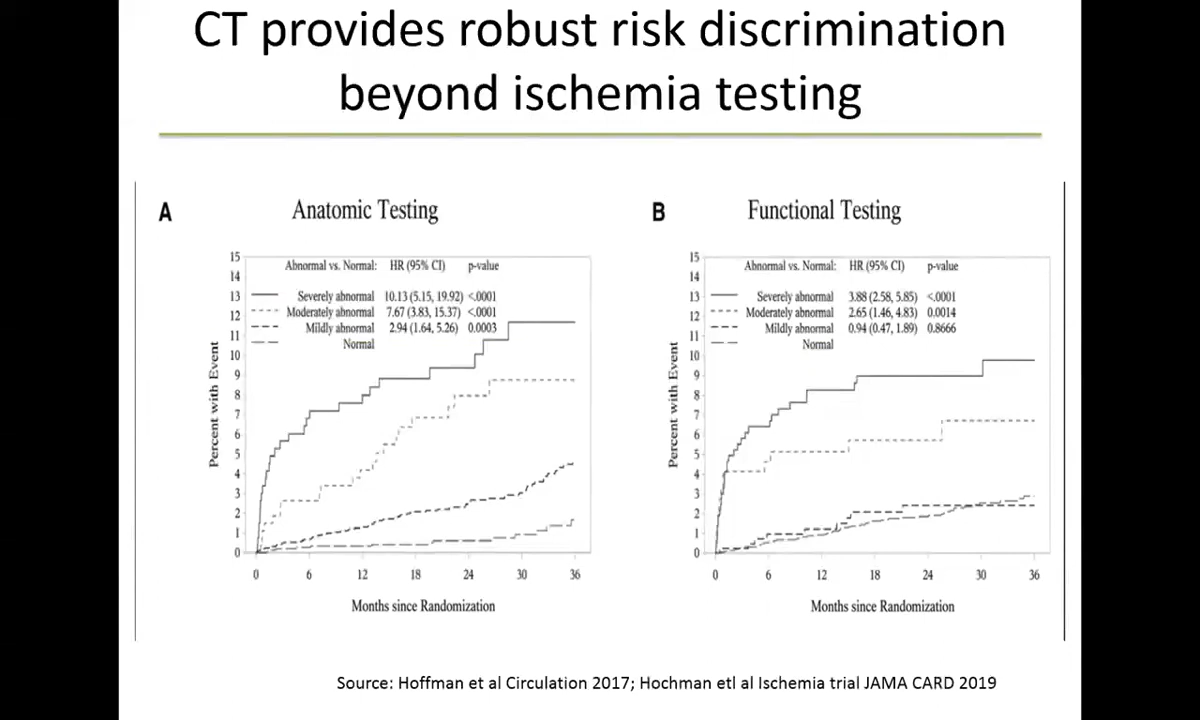 CT provides robust risk discrimination
beyond ischemia testing
A
Anatomic Testing
15
14
13
12
11
10
9
8
7
6
5
4
3
2
1
0
Percent with Event
Abnormal vs. Normal: HR (95% CI) p-value
Severely abnormal 10.13 (5.15, 19.92) <.0001
Moderately abnormal 7.67 (3.83, 15.37) <.0001
Mildly abnormal 2.94 (1.64, 5.26) 0.0003
Normal
0 6 12 18 24 30 36
Months since Randomization
B
Functional Testing
15
14
13
12
11
10
9
8
7
6
5
4
3
2
1
0
Percent with Event
Abnormal vs. Normal: HR (95% CI) p-value
Severely abnormal 3.88 (2.58, 5.85) <.0001
Moderately abnormal 2.65 (1.46, 4.83) 0.0014
Mildly abnormal 0.94 (0.47, 1.89) 0.8666
Normal
0 6 12 18 24 30 36
Months since Randomization
Source: Hoffman et al Circulation 2017; Hochman etl al Ischemia trial JAMA CARD 2019